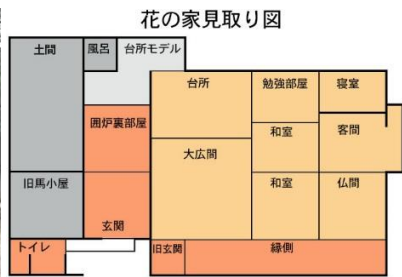 花の家見取り図
土間
風呂
台所モデル
台所
勉強部屋
寝室
囲炉裏部屋
和室
客間
大広間
旧馬小屋
和室
仏間
玄関
トイレ
旧玄関
縁側